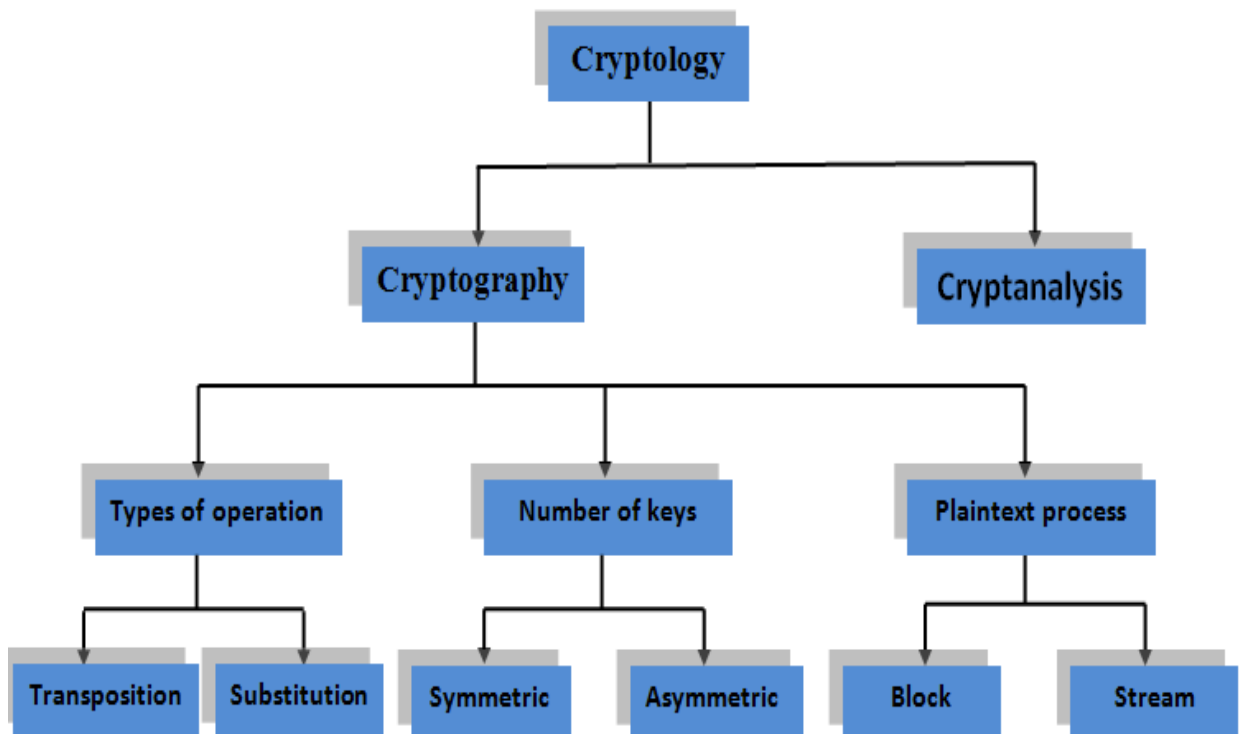 Cryptology
Cryptography
Cryptanalysis
Types of operation
Number of keys
Plaintext process
Transposition
Substitution
Symmetric
Asymmetric
Block
Stream